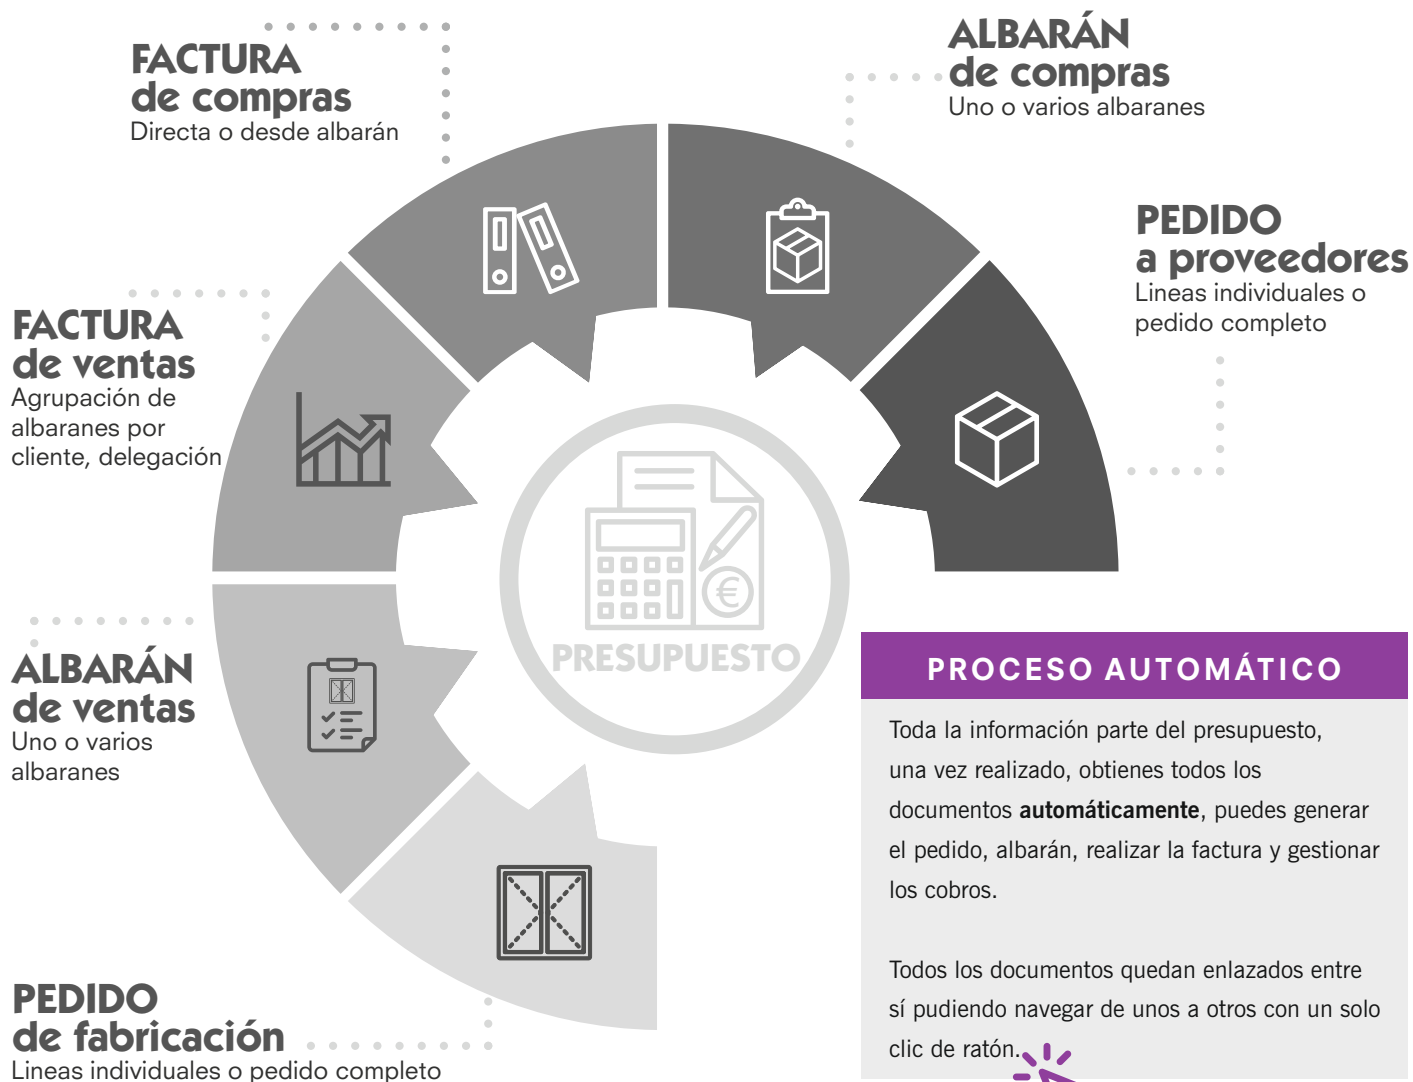 FACTURA
de compras
Directa o desde albarán
ALBARÁN
de compras
Uno o varios albaranes
PEDIDO
a proveedores
Lineas individuales o
pedido completo
FACTURA
de ventas
Agrupación de
albaranes por
cliente, delegación
€
PRESUPUESTO
ALBARÁN
de ventas
Uno o varios
albaranes
PEDIDO
de fabricación
Lineas individuales o pedido completo
PROCESO AUTOMÁTICO
Toda la información parte del presupuesto,
una vez realizado, obtienes todos los
documentos automáticamente, puedes generar
el pedido, albarán, realizar la factura y gestionar
los cobros.
Todos los documentos quedan enlazados entre
sí pudiendo navegar de unos a otros con un solo
clic de ratón.